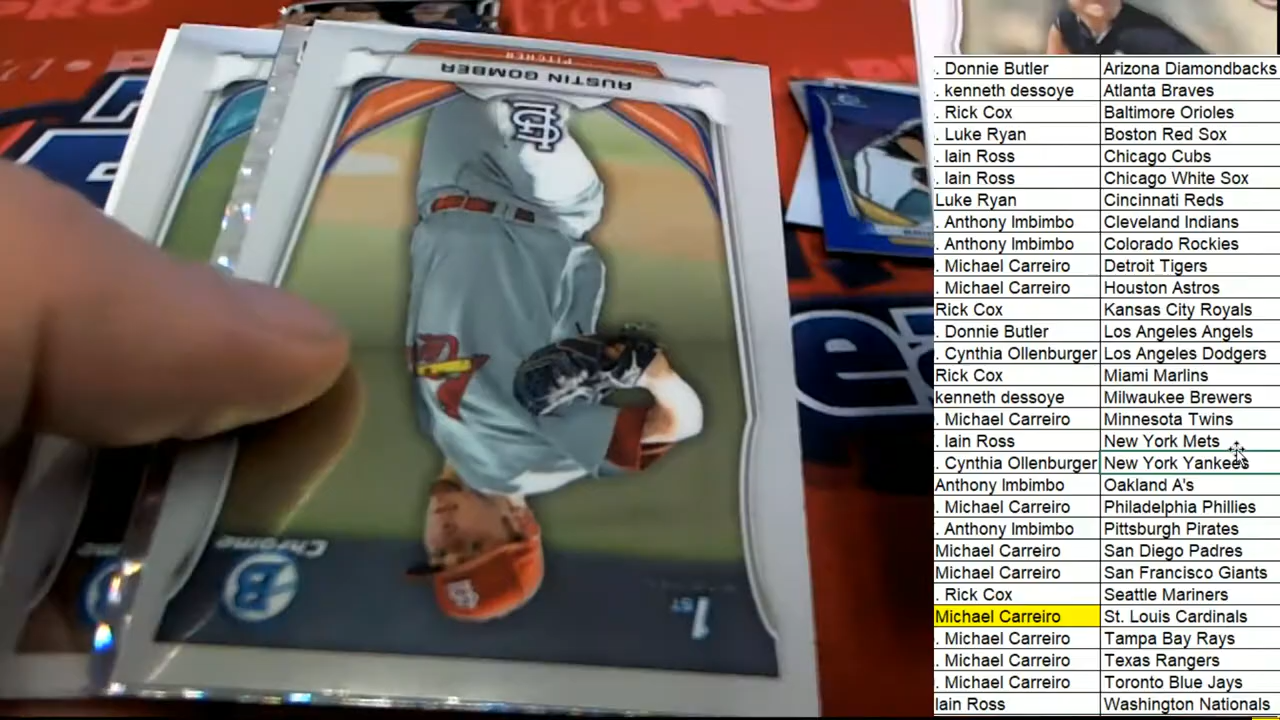 PITCHER
AUSTIN GOMBER
STL
Chrome
B
1ST
. Donnie Butler Arizona Diamondbacks
. kenneth dessoye Atlanta Braves
. Rick Cox Baltimore Orioles
. Luke Ryan Boston Red Sox
. Iain Ross Chicago Cubs
. Iain Ross Chicago White Sox
Luke Ryan Cincinnati Reds
. Anthony Imbimbo Cleveland Indians
. Anthony Imbimbo Colorado Rockies
. Michael Carreiro Detroit Tigers
. Michael Carreiro Houston Astros
Rick Cox Kansas City Royals
. Donnie Butler Los Angeles Angels
. Cynthia Ollenburger Los Angeles Dodgers
Rick Cox Miami Marlins
kenneth dessoye Milwaukee Brewers
. Michael Carreiro Minnesota Twins
. Iain Ross New York Mets
. Cynthia Ollenburger New York Yankees
Anthony Imbimbo Oakland A's
. Michael Carreiro Philadelphia Phillies
. Anthony Imbimbo Pittsburgh Pirates
Michael Carreiro San Diego Padres
Michael Carreiro San Francisco Giants
. Rick Cox Seattle Mariners
Michael Carreiro St. Louis Cardinals
. Michael Carreiro Tampa Bay Rays
. Michael Carreiro Texas Rangers
. Michael Carreiro Toronto Blue Jays
Iain Ross Washington Nationals